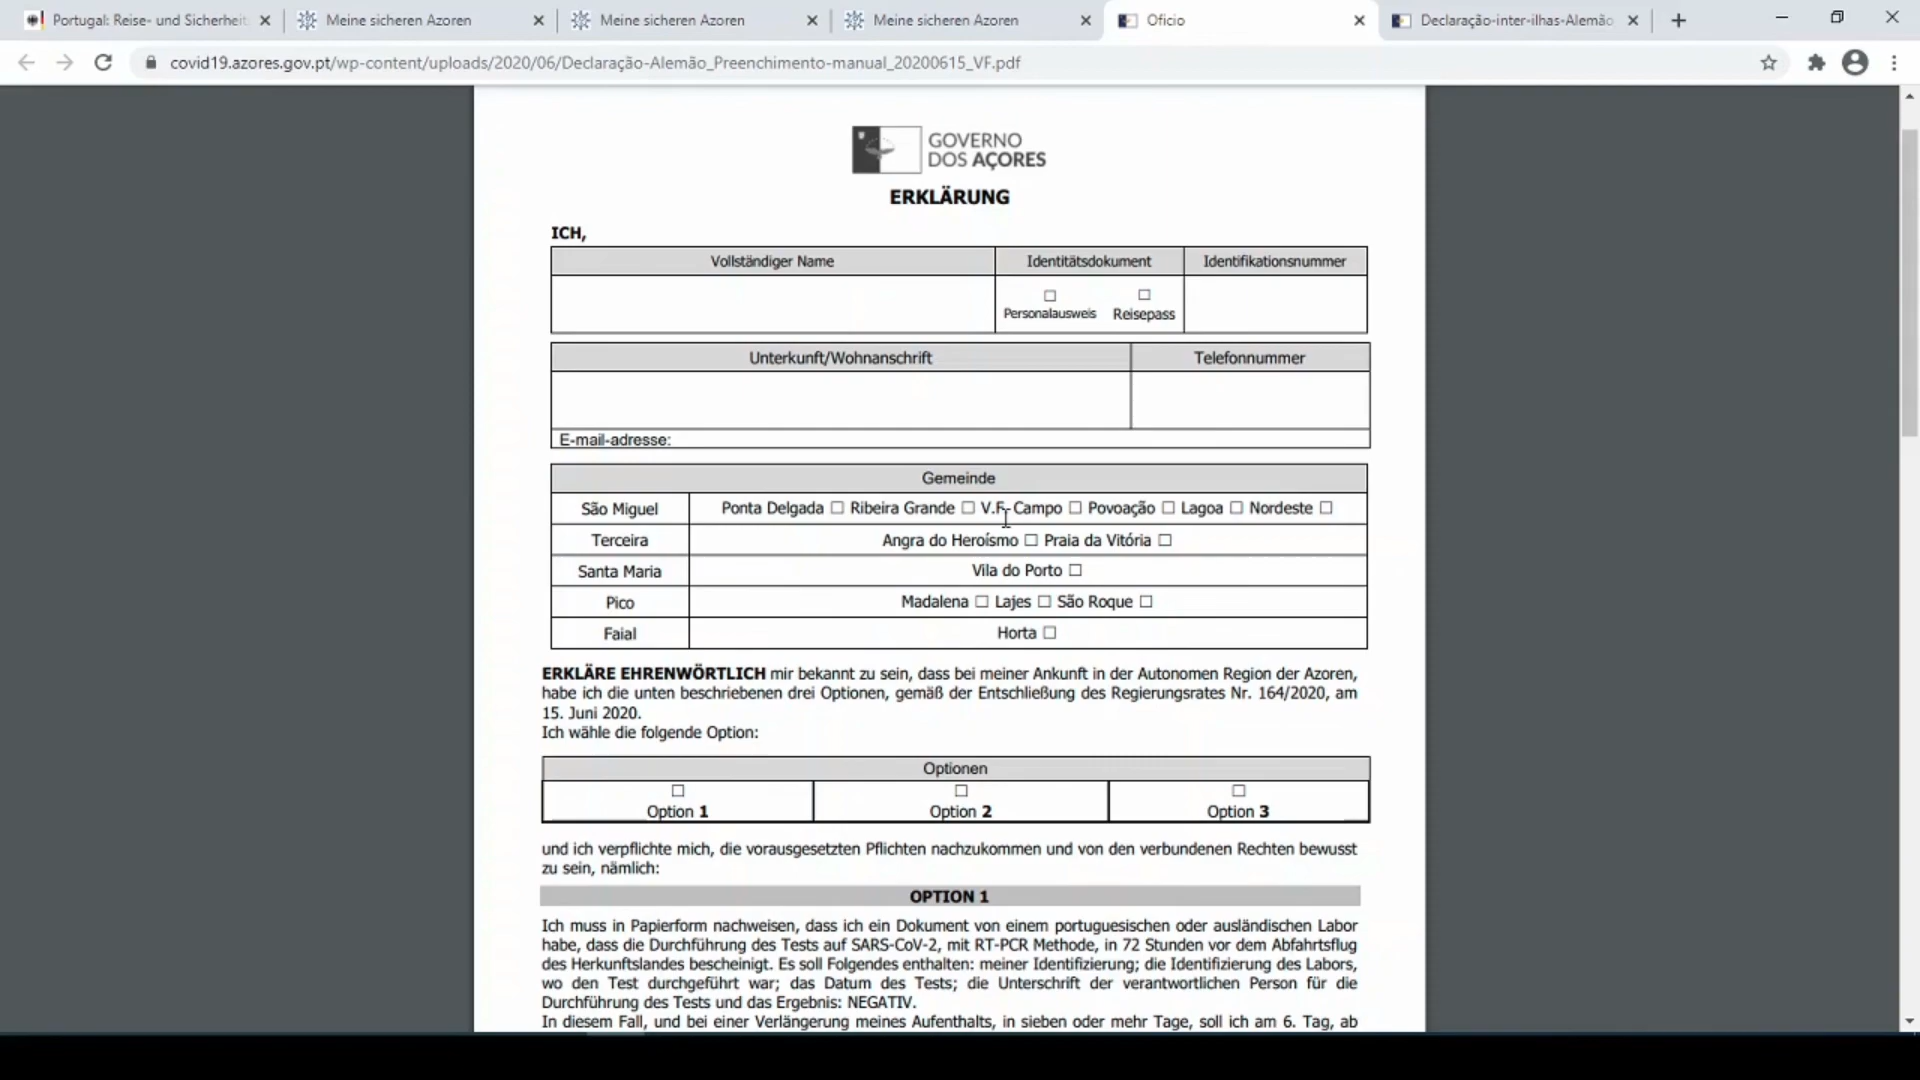 Portugal: Reise- und Sicherheit
Meine sicheren Azoren
Meine sicheren Azoren
Meine sicheren Azoren
Oficio
Declaração-inter-ilhas-Alemão
covid19.azores.gov.pt/wp-content/uploads/2020/06/Declaração-Alemão_Preenchimento-manual_20200615_VF.pdf
GOVERNO
DOS AÇORES
ERKLÄRUNG
ICH,
Vollständiger Name Identitätsdokument Identifikationsnummer
☐ ☐
Personalausweis Reisepass
Unterkunft/Wohnanschrift Telefonnummer
E-mail-adresse:
Gemeinde
São Miguel Ponta Delgada ☐ Ribeira Grande ☐ V.F. Campo ☐ Povoação ☐ Lagoa ☐ Nordeste ☐
Terceira Angra do Heroísmo ☐ Praia da Vitória ☐
Santa Maria Vila do Porto ☐
Pico Madalena ☐ Lajes ☐ São Roque ☐
Faial Horta ☐
ERKLÄRE EHRENWÖRTLICH mir bekannt zu sein, dass bei meiner Ankunft in der Autonomen Region der Azoren,
habe ich die unten beschriebenen drei Optionen, gemäß der Entschließung des Regierungsrates Nr. 164/2020, am
15. Juni 2020.
Ich wähle die folgende Option:
Optionen
☐ ☐ ☐
Option 1 Option 2 Option 3
und ich verpflichte mich, die vorausgesetzten Pflichten nachzukommen und von den verbundenen Rechten bewusst
zu sein, nämlich:
OPTION 1
Ich muss in Papierform nachweisen, dass ich ein Dokument von einem portuguesischen oder ausländischen Labor
habe, dass die Durchführung des Tests auf SARS-CoV-2, mit RT-PCR Methode, in 72 Stunden vor dem Abfahrtsflug
des Herkunftslandes bescheinigt. Es soll Folgendes enthalten: meiner Identifizierung; die Identifizierung des Labors,
wo den Test durchgeführt war; das Datum des Tests; die Unterschrift der verantwortlichen Person für die
Durchführung des Tests und das Ergebnis: NEGATIV.
In diesem Fall, und bei einer Verlängerung meines Aufenthalts, in sieben oder mehr Tage, soll ich am 6. Tag, ab